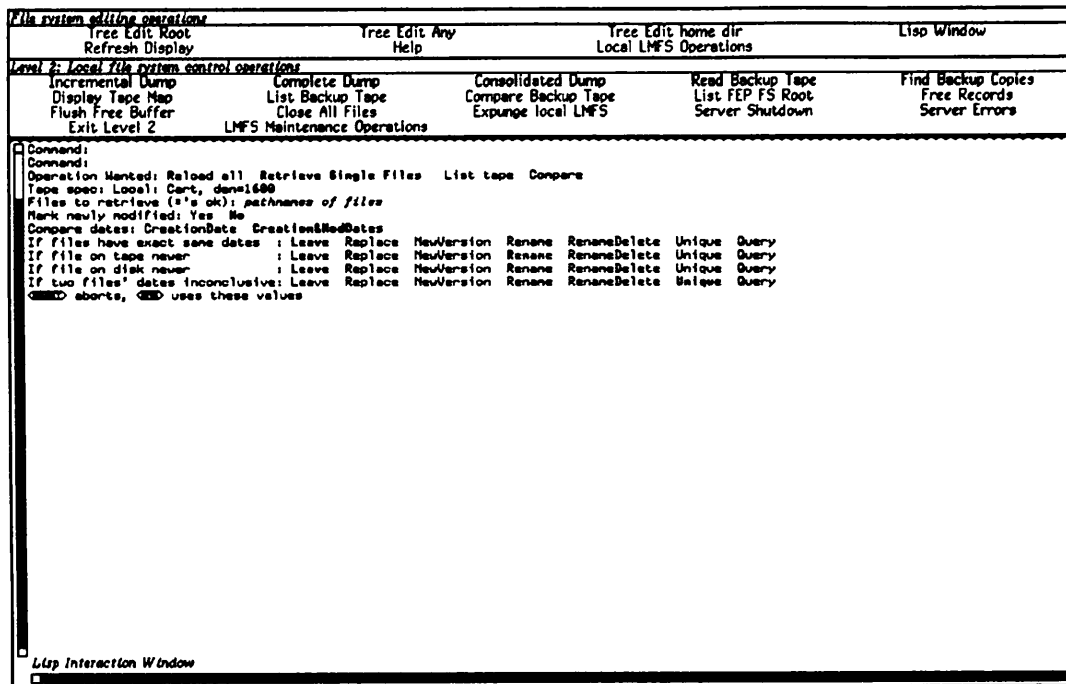 File system editing operations
Tree Edit Root Tree Edit Any Tree Edit home dir Lisp Window
Refresh Display Help Local LMFS Operations
Level 2: Local file system control operations
Incremental Dump Complete Dump Consolidated Dump Read Backup Tape Find Backup Copies
Display Tape Map List Backup Tape Compare Backup Tape List FEP FS Root Free Records
Flush Free Buffer Close All Files Expunge local LMFS Server Shutdown Server Errors
Exit Level 2 LMFS Maintenance Operations
Command:
Command:
Operation Wanted: Reload all Retrieve Single Files List tape Compare
Tape spec: Local: Cart, den=1600
Files to retrieve (*'s ok): pathnames of files
Mark newly modified: Yes No
Compare dates: CreationDate Creation&ModDates
If files have exact same dates : Leave Replace NewVersion Rename RenameDelete Unique Query
If file on tape newer : Leave Replace NewVersion Rename RenameDelete Unique Query
If file on disk newer : Leave Replace NewVersion Rename RenameDelete Unique Query
If two files' dates inconclusive: Leave Replace NewVersion Rename RenameDelete Unique Query
aborts, uses these values
Lisp Interaction Window